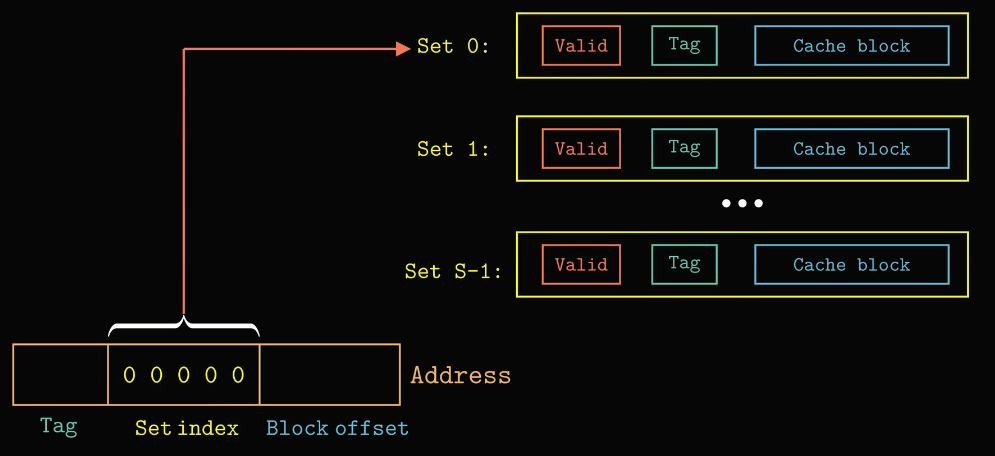 Set 0: Valid Tag Cache block
Set 1: Valid Tag Cache block
...
Set S-1: Valid Tag Cache block
0 0 0 0 0 Address
Tag Set index Block offset